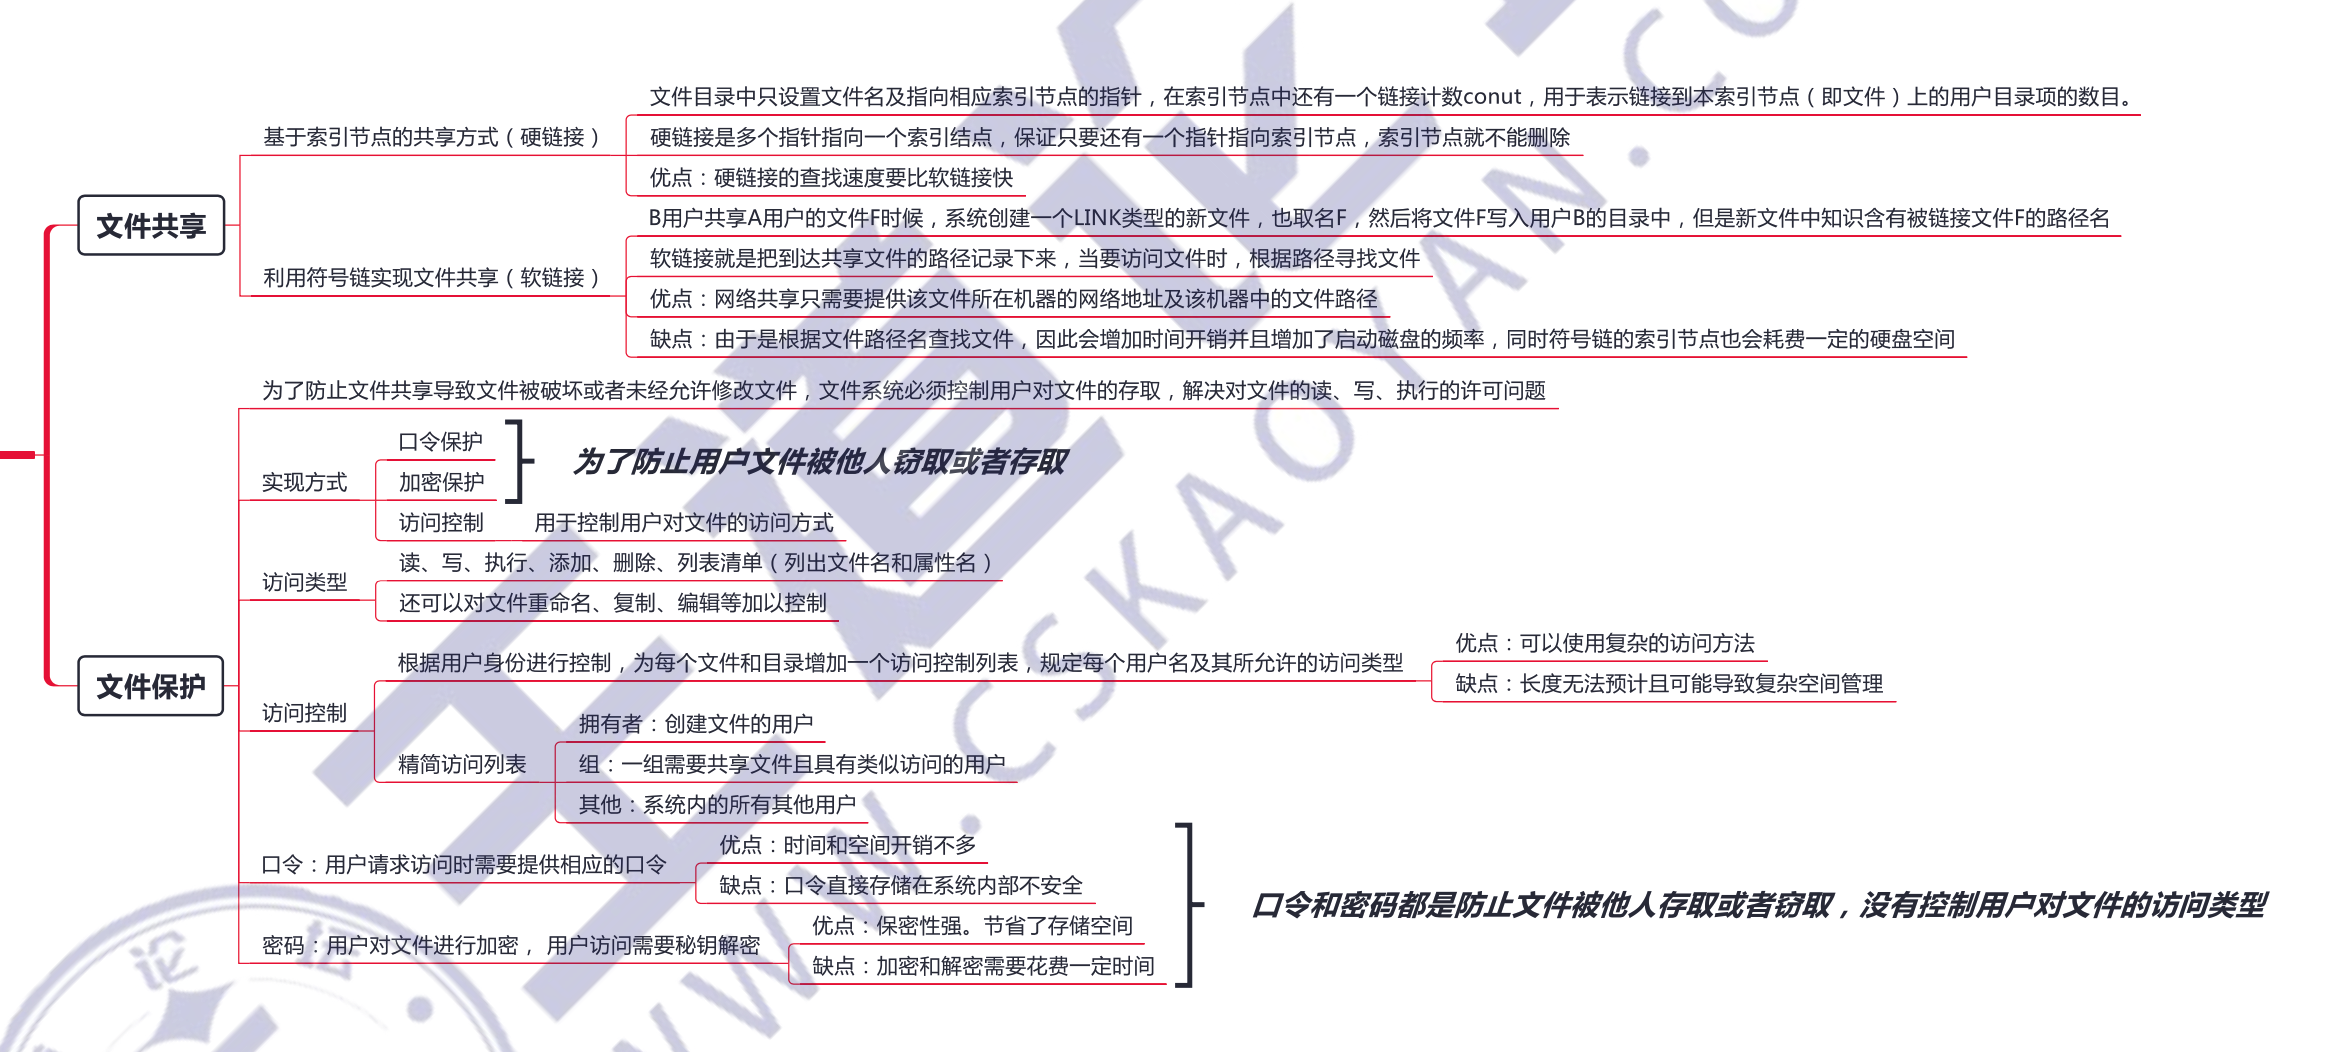 文件共享
基于索引节点的共享方式（硬链接）
文件目录中只设置文件名及指向相应索引节点的指针，在索引节点中还有一个链接计数conut，用于表示链接到本索引节点（即文件）上的用户目录项的数目。
硬链接是多个指针指向一个索引结点，保证只要还有一个指针指向索引节点，索引节点就不能删除
优点：硬链接的查找速度要比软链接快
利用符号链实现文件共享（软链接）
B用户共享A用户的文件F时候，系统创建一个LINK类型的新文件，也取名F，然后将文件F写入用户B的目录中，但是新文件中知识含有被链接文件F的路径名
软链接就是把到达共享文件的路径记录下来，当要访问文件时，根据路径寻找文件
优点：网络共享只需要提供该文件所在机器的网络地址及该机器中的文件路径
缺点：由于是根据文件路径名查找文件，因此会增加时间开销并且增加了启动磁盘的频率，同时符号链的索引节点也会耗费一定的硬盘空间
文件保护
为了防止文件共享导致文件被破坏或者未经允许修改文件，文件系统必须控制用户对文件的存取，解决对文件的读、写、执行的许可问题
实现方式
口令保护
加密保护
为了防止用户文件被他人窃取或者存取
访问控制
用于控制用户对文件的访问方式
访问类型
读、写、执行、添加、删除、列表清单（列出文件名和属性名）
还可以对文件重命名、复制、编辑等加以控制
访问控制
根据用户身份进行控制，为每个文件和目录增加一个访问控制列表，规定每个用户名及其所允许的访问类型
优点：可以使用复杂的访问方法
缺点：长度无法预计且可能导致复杂空间管理
精简访问列表
拥有者：创建文件的用户
组：一组需要共享文件且具有类似访问的用户
其他：系统内的所有其他用户
口令：用户请求访问时需要提供相应的口令
优点：时间和空间开销不多
缺点：口令直接存储在系统内部不安全
密码：用户对文件进行加密， 用户访问需要秘钥解密
优点：保密性强。节省了存储空间
缺点：加密和解密需要花费一定时间
口令和密码都是防止文件被他人存取或者窃取，没有控制用户对文件的访问类型
王道论
WWW.CSKAOYAN.CO
论坛